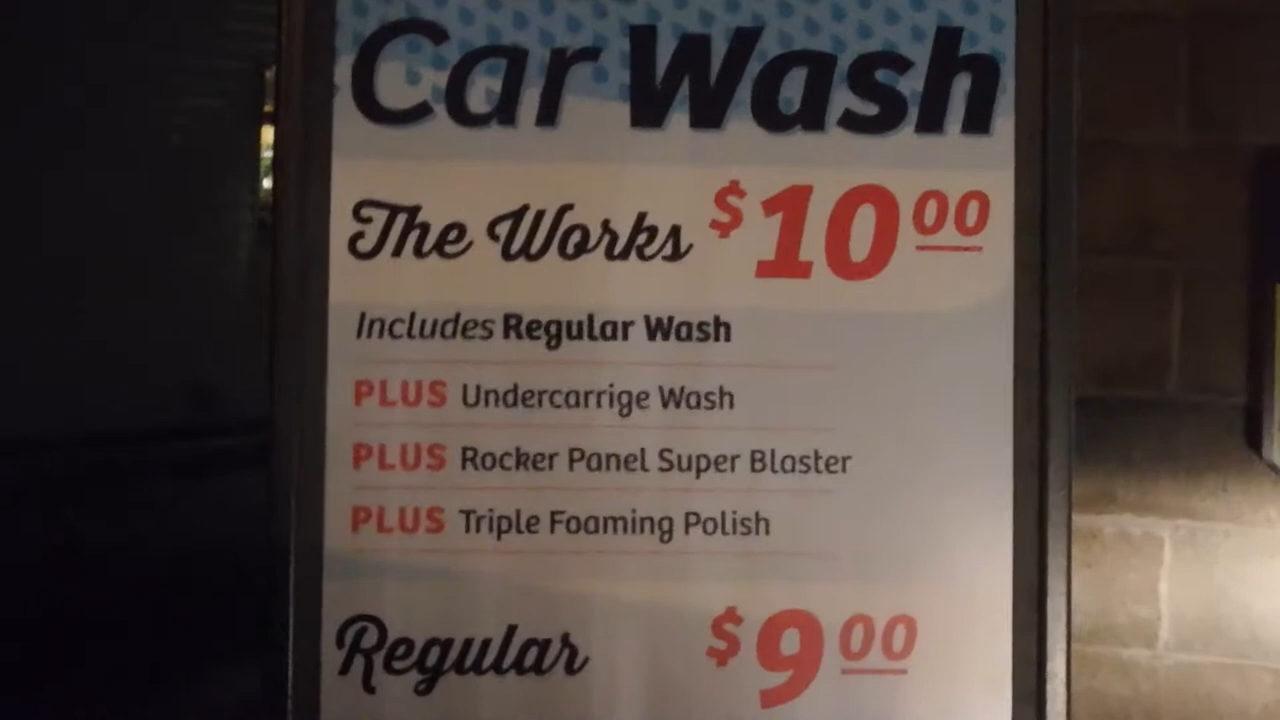 Car Wash
The Works $10 00
Includes Regular Wash
PLUS Undercarrige Wash
PLUS Rocker Panel Super Blaster
PLUS Triple Foaming Polish
Regular $9 00